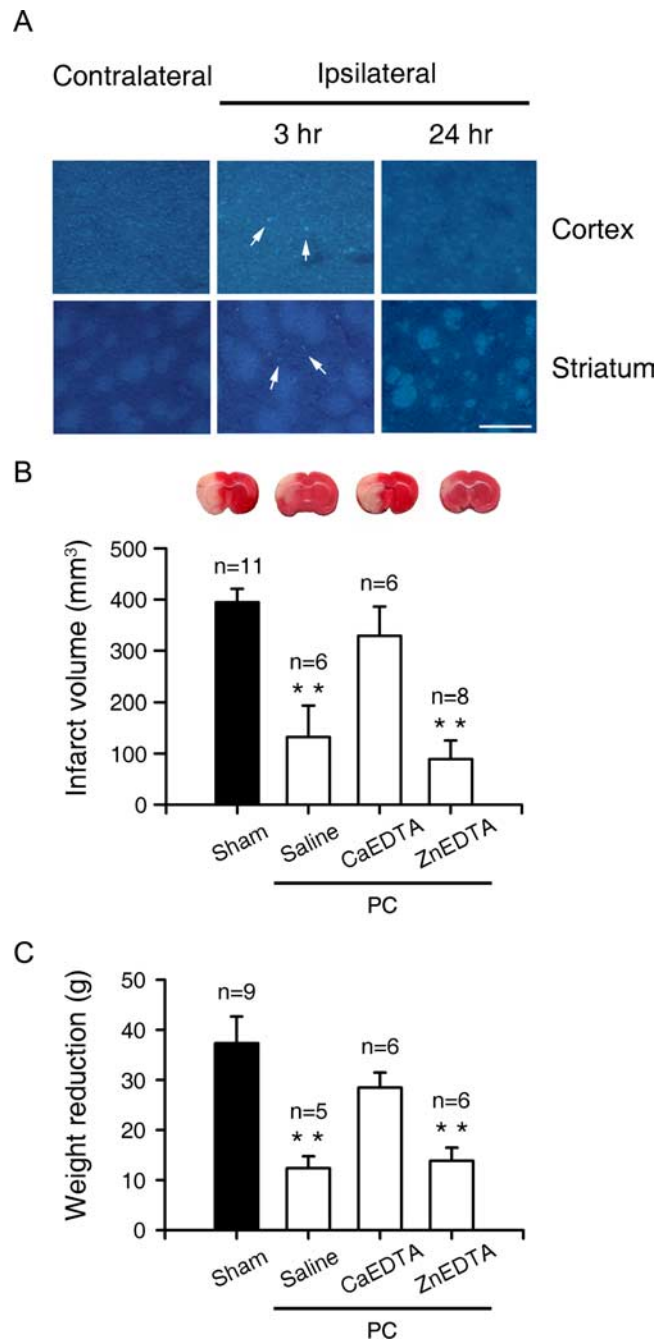 A
Contralateral
Ipsilateral
3 hr
24 hr
Cortex
Striatum
B
Infarct volume (mm³)
500
400
300
200
100
0
n=11
n=6
* *
n=6
n=8
* *
Sham
Saline
CaEDTA
ZnEDTA
PC
C
Weight reduction (g)
50
40
30
20
10
0
n=9
n=5
* *
n=6
n=6
* *
Sham
Saline
CaEDTA
ZnEDTA
PC